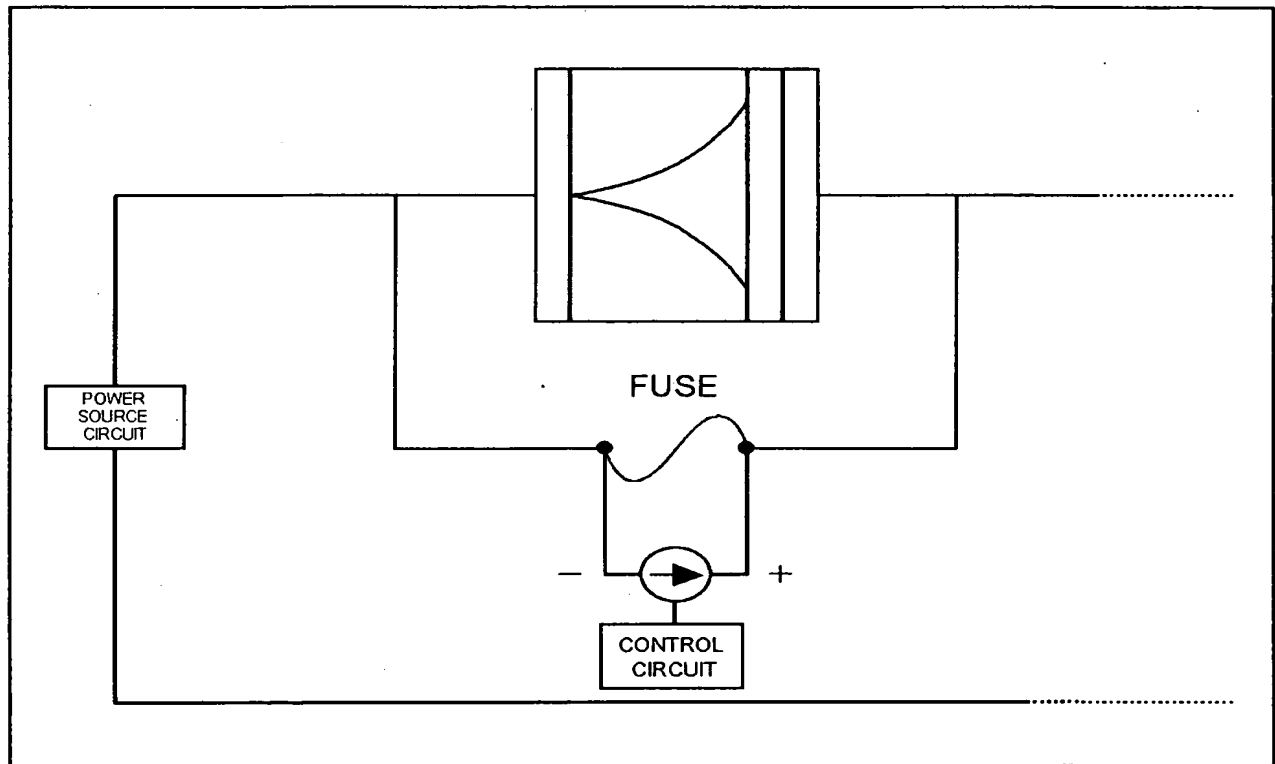 FUSE
POWER
SOURCE
CIRCUIT
− +
CONTROL
CIRCUIT